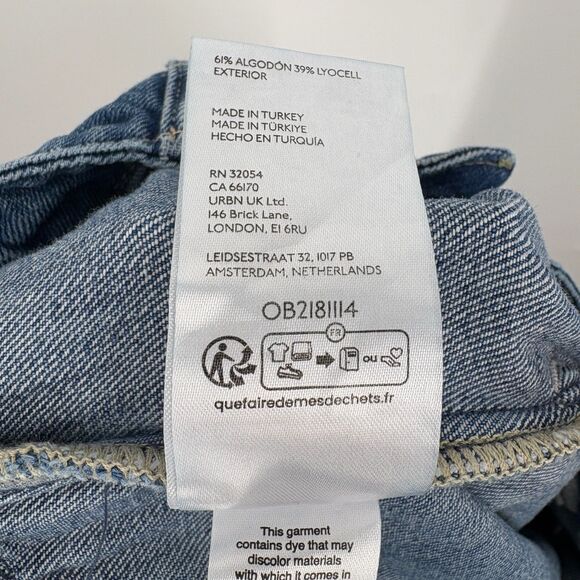 61% ALGODÓN 39% LYOCELL
EXTERIOR
MADE IN TURKEY
MADE IN TÜRKIYE
HECHO EN TURQUÍA
RN 32054
CA 66170
URBN UK Ltd.
146 Brick Lane,
LONDON, E1 6RU
LEIDSESTRAAT 32, 1017 PB
AMSTERDAM, NETHERLANDS
OB2181114
FR
ou
quefairedemesdechets.fr
This garment
contains dye that may
discolor materials
with which it comes in